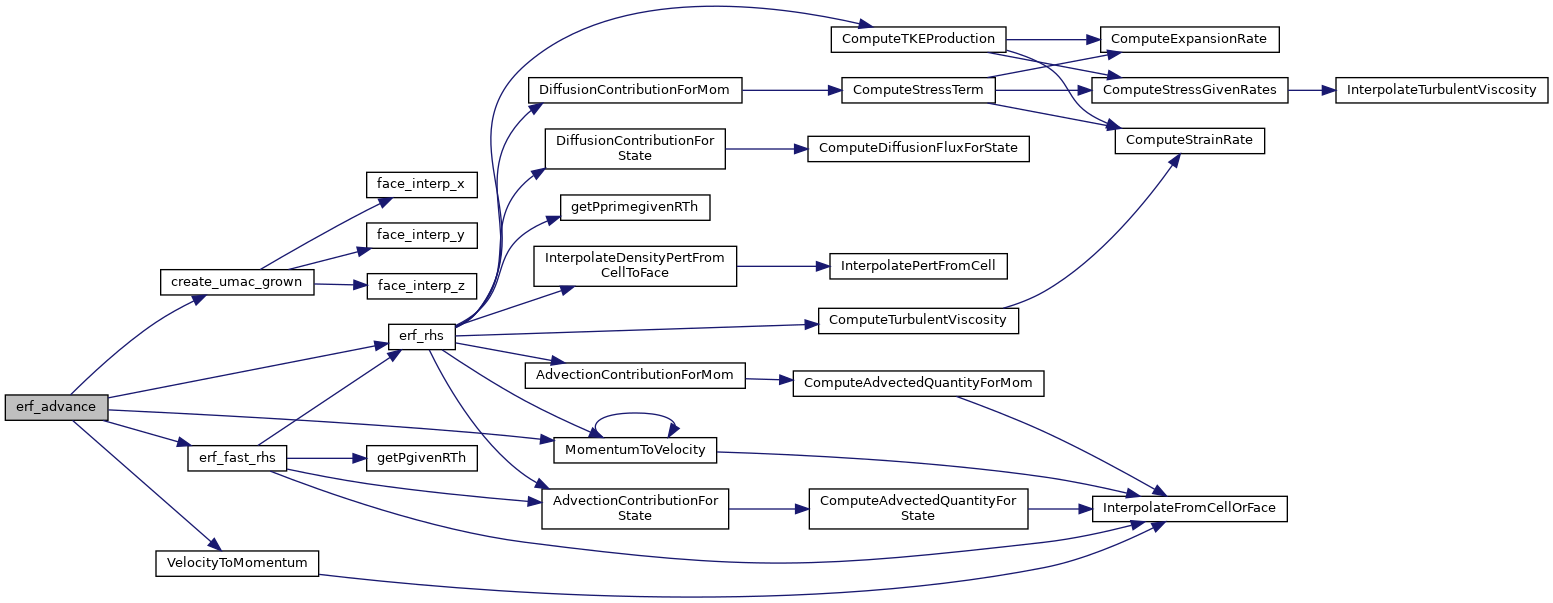 ComputeTKEProduction
ComputeExpansionRate
DiffusionContributionForMom
ComputeStressTerm
ComputeStressGivenRates
InterpolateTurbulentViscosity
DiffusionContributionFor
State
ComputeDiffusionFluxForState
ComputeStrainRate
face_interp_x
getPprimegivenRTh
face_interp_y
InterpolateDensityPertFrom
CellToFace
InterpolatePertFromCell
create_umac_grown
face_interp_z
erf_rhs
ComputeTurbulentViscosity
AdvectionContributionForMom
ComputeAdvectedQuantityForMom
erf_advance
MomentumToVelocity
erf_fast_rhs
getPgivenRTh
AdvectionContributionFor
State
ComputeAdvectedQuantityFor
State
InterpolateFromCellOrFace
VelocityToMomentum